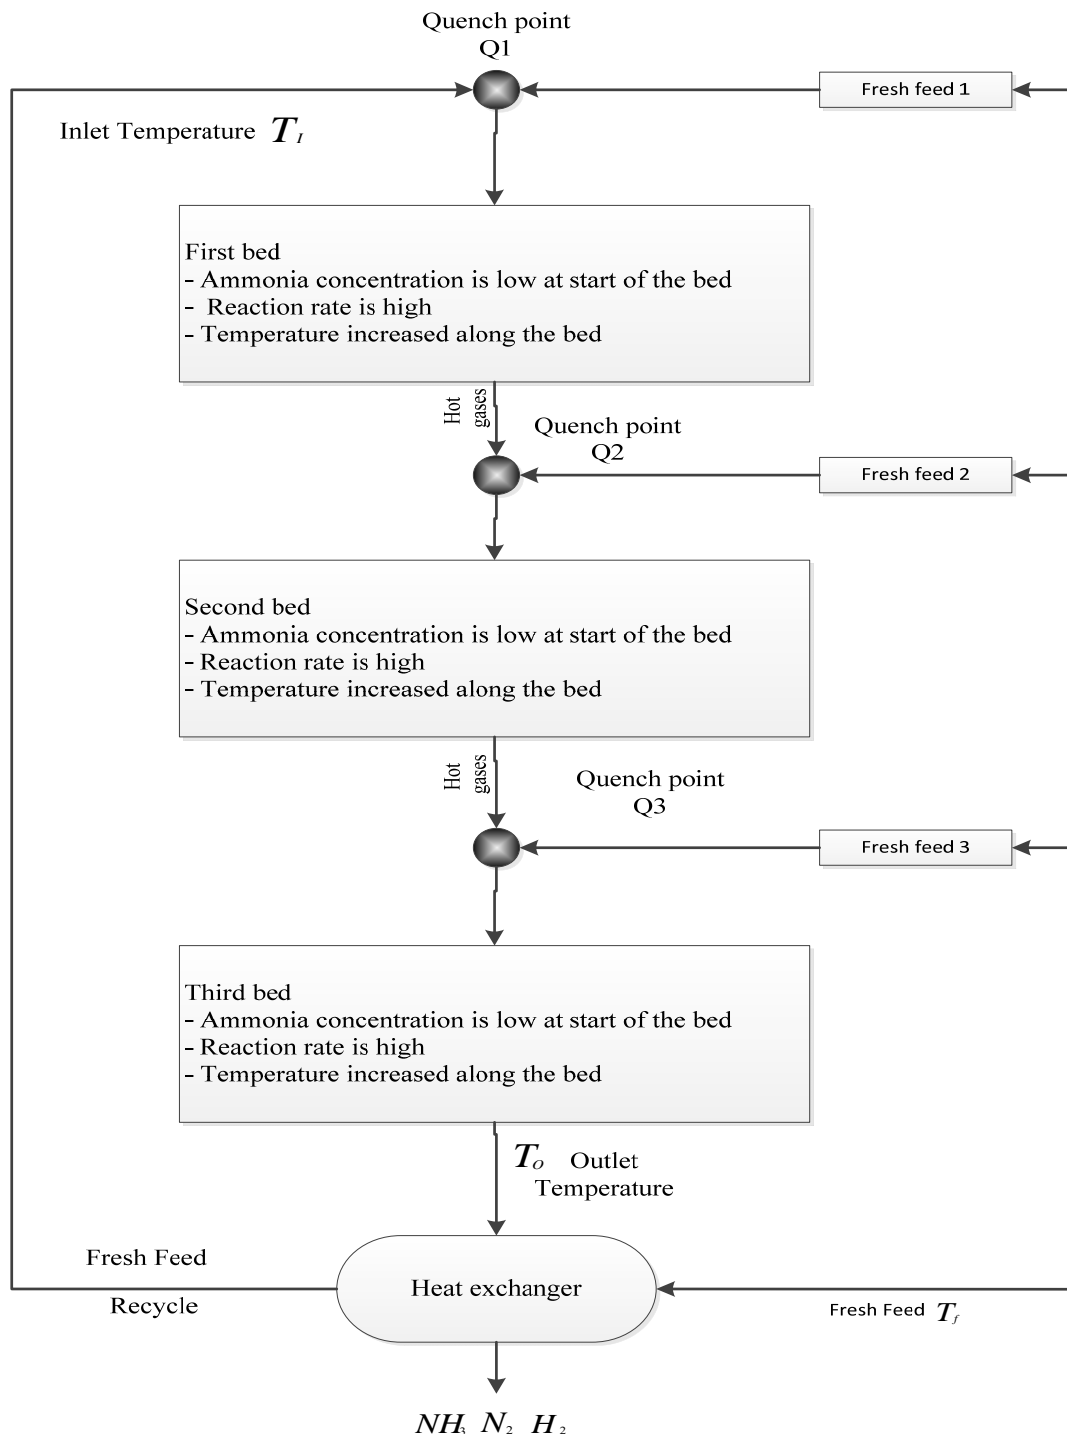 Quench point
Q1
Fresh feed 1
Inlet Temperature T_I
First bed
- Ammonia concentration is low at start of the bed
- Reaction rate is high
- Temperature increased along the bed
Hot
gases
Quench point
Q2
Fresh feed 2
Second bed
- Ammonia concentration is low at start of the bed
- Reaction rate is high
- Temperature increased along the bed
Hot
gases
Quench point
Q3
Fresh feed 3
Third bed
- Ammonia concentration is low at start of the bed
- Reaction rate is high
- Temperature increased along the bed
T_O Outlet
Temperature
Fresh Feed
Recycle
Heat exchanger
Fresh Feed T_f
NH₃ N₂ H₂